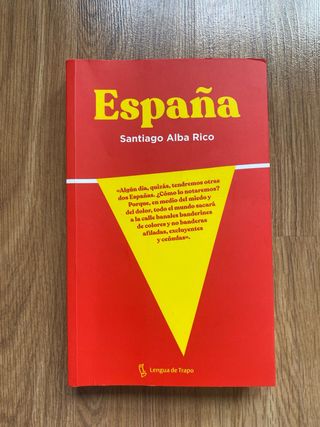 España
Santiago Alba Rico
«Algún día, quizás, tendremos otras
dos Españas. ¿Cómo lo notaremos?
Porque, en medio del miedo y
del dolor, todo el mundo sacará
a la calle banales banderines
de colores y no banderas
afiladas, excluyentes
y ceñudas».
Lengua de Trapo